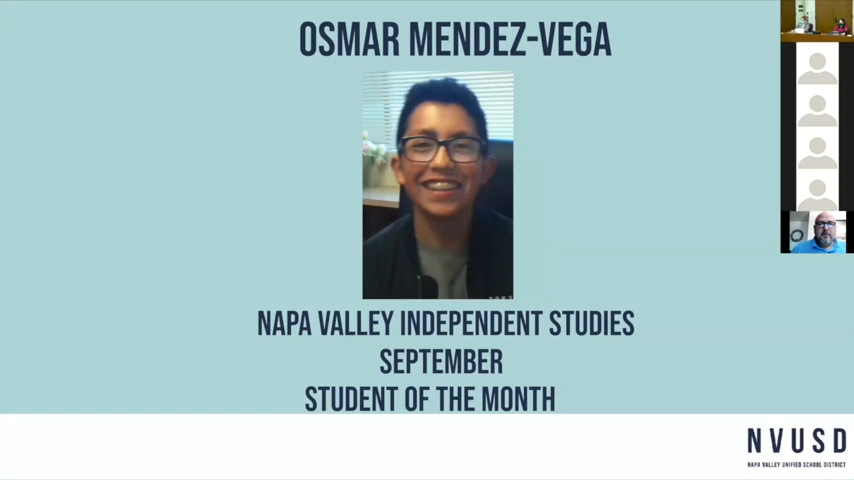 OSMAR MENDEZ-VEGA
NAPA VALLEY INDEPENDENT STUDIES
SEPTEMBER
STUDENT OF THE MONTH
NVUSD
NAPA VALLEY UNIFIED SCHOOL DISTRICT